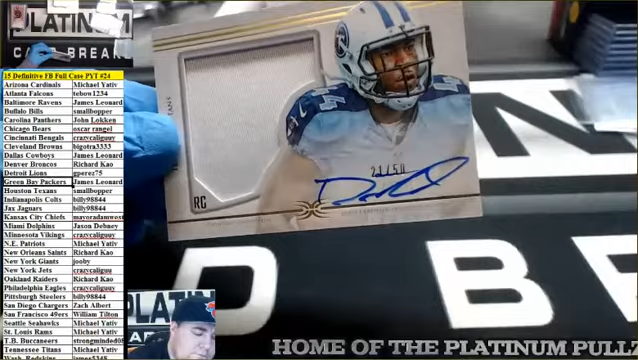 PLATINUM
15 Definitive FB Full Case PYT #24
Arizona Cardinals Michael Yativ
Atlanta Falcons tebow1234
Baltimore Ravens James Leonard
Buffalo Bills smallbopper
Carolina Panthers John Lokken
Chicago Bears oscar rangel
Cincinnati Bengals crazycaliguy
Cleveland Browns bigotra3333
Dallas Cowboys James Leonard
Denver Broncos Richard Kao
Detroit Lions gperez75
Green Bay Packers James Leonard
Houston Texans smallbopper
Indianapolis Colts billy98844
Jax Jaguars billy98844
Kansas City Chiefs mayoradamwest
Miami Dolphins Jason Debney
Minnesota Vikings crazycaliguy
N.E. Patriots Michael Yativ
New Orleans Saints Richard Kao
New York Giants jooby
New York Jets crazycaliguy
Oakland Raiders Richard Kao
Philadelphia Eagles crazycaliguy
Pittsburgh Steelers billy98844
San Diego Chargers Zach Albert
San Francisco 49ers William Tilton
Seattle Seahawks Michael Yativ
St. Louis Rams Michael Yativ
T.B. Buccaneers strongminded08
Tennessee Titans Michael Yativ
44
21/50
RC
D BE
HOME OF THE PLATINUM PULLZ